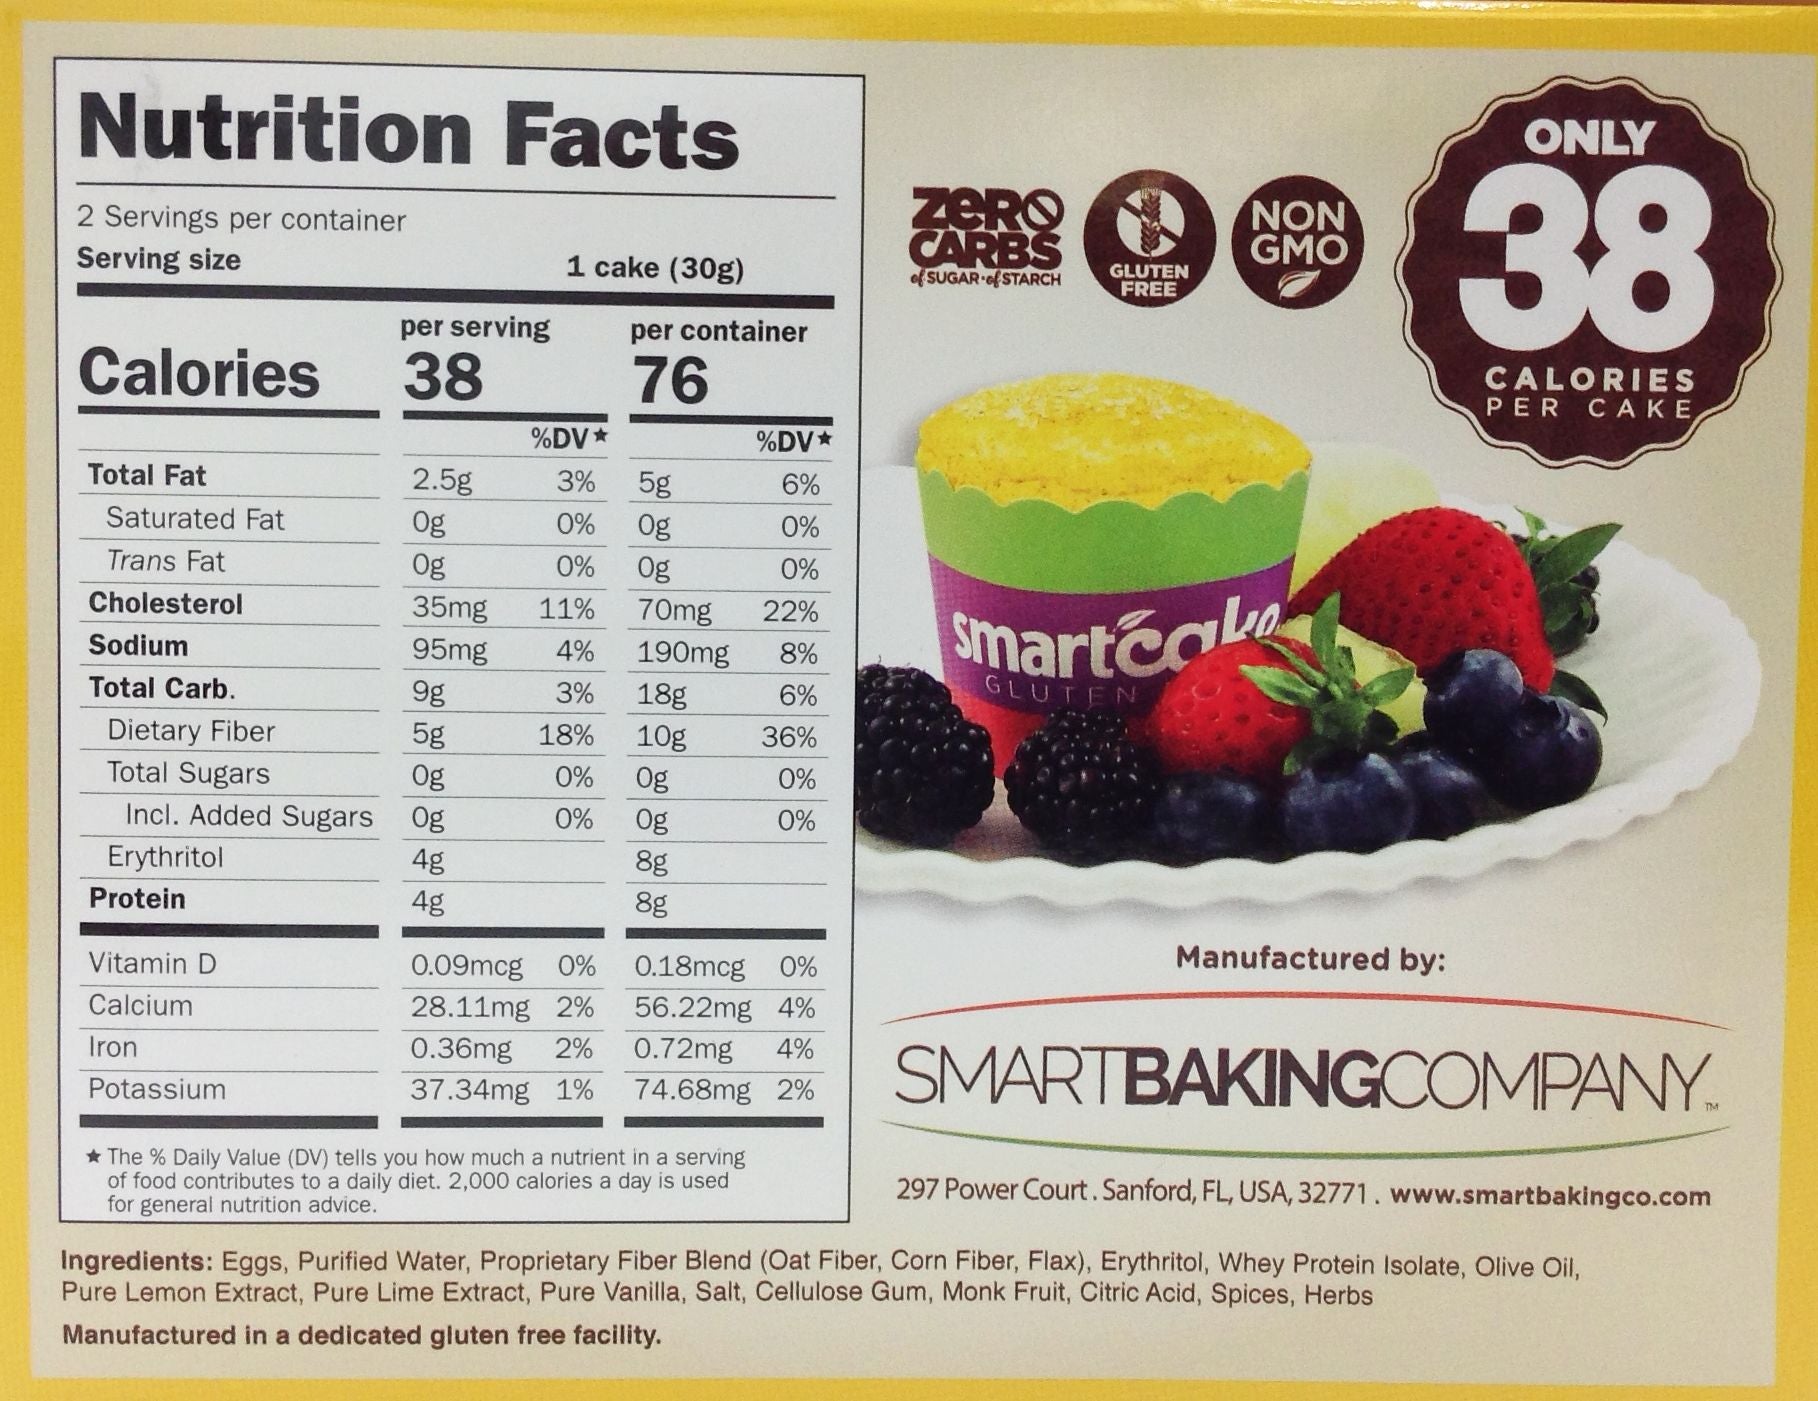 Nutrition Facts
2 Servings per container
Serving size 1 cake (30g)
per serving per container
Calories 38 76
%DV★ %DV★
Total Fat 2.5g 3% 5g 6%
Saturated Fat 0g 0% 0g 0%
Trans Fat 0g 0% 0g 0%
Cholesterol 35mg 11% 70mg 22%
Sodium 95mg 4% 190mg 8%
Total Carb. 9g 3% 18g 6%
Dietary Fiber 5g 18% 10g 36%
Total Sugars 0g 0% 0g 0%
Incl. Added Sugars 0g 0% 0g 0%
Erythritol 4g 8g
Protein 4g 8g
Vitamin D 0.09mcg 0% 0.18mcg 0%
Calcium 28.11mg 2% 56.22mg 4%
Iron 0.36mg 2% 0.72mg 4%
Potassium 37.34mg 1% 74.68mg 2%
★ The % Daily Value (DV) tells you how much a nutrient in a serving
of food contributes to a daily diet. 2,000 calories a day is used
for general nutrition advice.
ZeRO
CARBS
of SUGAR • of STARCH
GLUTEN
FREE
NON
GMO
ONLY
38
CALORIES
PER CAKE
smartcake
GLUTEN
Manufactured by:
SMARTBAKINGCOMPANY™
297 Power Court . Sanford, FL, USA, 32771 . www.smartbakingco.com
Ingredients: Eggs, Purified Water, Proprietary Fiber Blend (Oat Fiber, Corn Fiber, Flax), Erythritol, Whey Protein Isolate, Olive Oil,
Pure Lemon Extract, Pure Lime Extract, Pure Vanilla, Salt, Cellulose Gum, Monk Fruit, Citric Acid, Spices, Herbs
Manufactured in a dedicated gluten free facility.